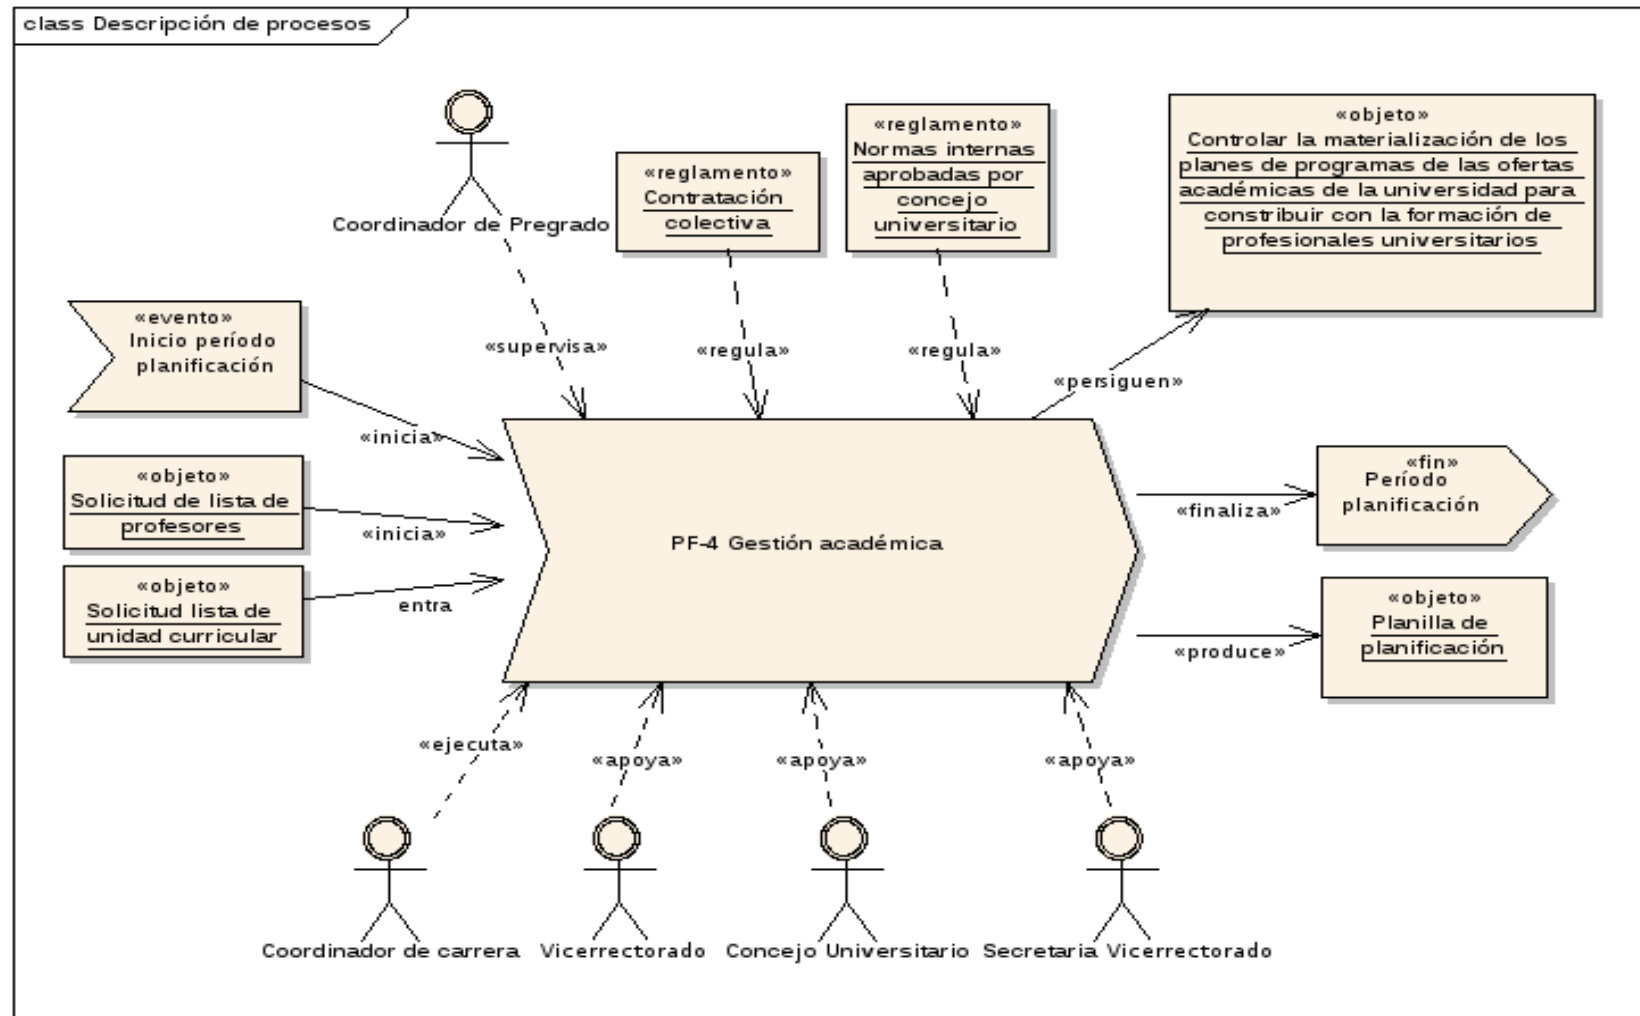 class Descripción de procesos
«reglamento»
Contratación
colectiva
«reglamento»
Normas internas
aprobadas por
concejo
universitario
«objeto»
Controlar la materialización de los
planes de programas de las ofertas
académicas de la universidad para
constribuir con la formación de
profesionales universitarios
Coordinador de Pregrado
«evento»
Inicio período
planificación
«supervisa»
«regula»
«regula»
«persiguen»
«inicia»
«objeto»
Solicitud de lista de
profesores
«inicia»
«objeto»
Solicitud lista de
unidad curricular
entra
PF-4 Gestión académica
«fin»
Período
planificación
«finaliza»
«objeto»
Planilla de
planificación
«produce»
«ejecuta»
«apoya»
«apoya»
«apoya»
Coordinador de carrera
Vicerrectorado
Concejo Universitario
Secretaria Vicerrectorado